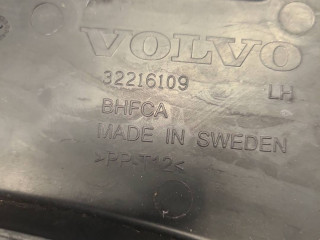 VOLVO
32216109 LH
BHFCA
MADE IN SWEDEN